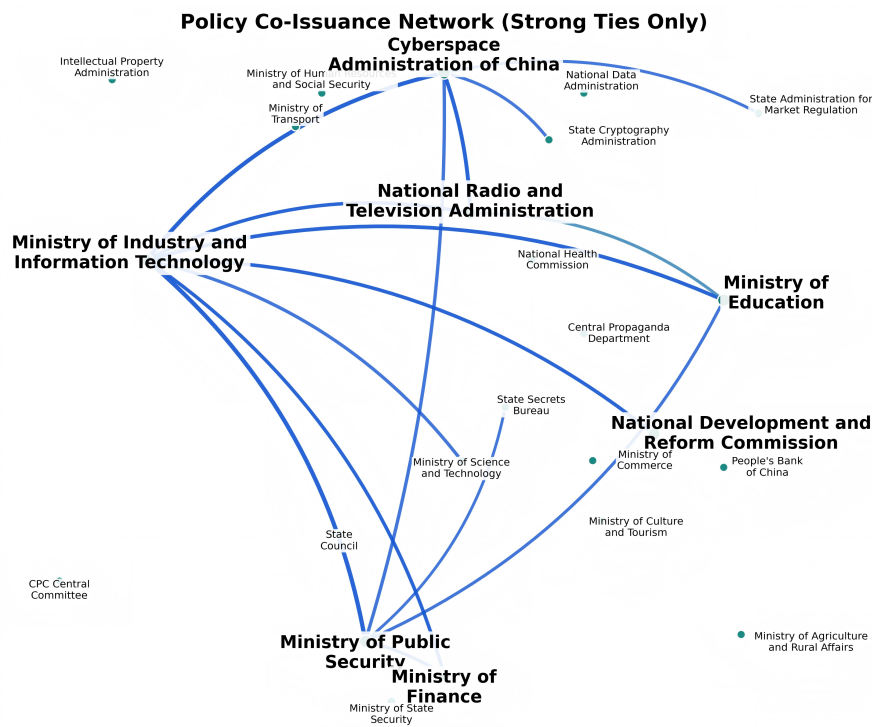 Policy Co-Issuance Network (Strong Ties Only)
Cyberspace
Administration of China
Intellectual Property
Administration
Ministry of Human Resources
and Social Security
National Data
Administration
State Administration for
Market Regulation
Ministry of
Transport
State Cryptography
Administration
National Radio and
Television Administration
Ministry of Industry and
Information Technology
National Health
Commission
Ministry of
Education
Central Propaganda
Department
State Secrets
Bureau
National Development and
Reform Commission
Ministry of
Commerce
People's Bank
of China
Ministry of Science
and Technology
Ministry of Culture
and Tourism
State
Council
CPC Central
Committee
Ministry of Public
Security
Ministry of Agriculture
and Rural Affairs
Ministry of
Finance
Ministry of State
Security